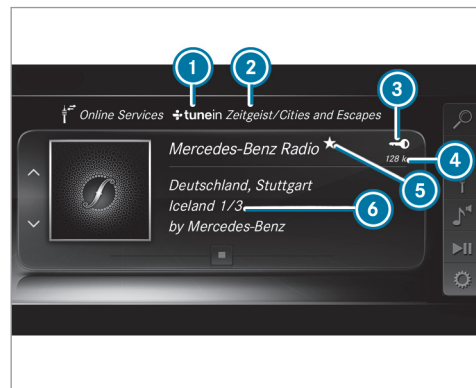 1 2 3
Online Services tunein Zeitgeist/Cities and Escapes
Mercedes-Benz Radio
128 k 4
5
Deutschland, Stuttgart
Iceland 1/3 6
by Mercedes-Benz